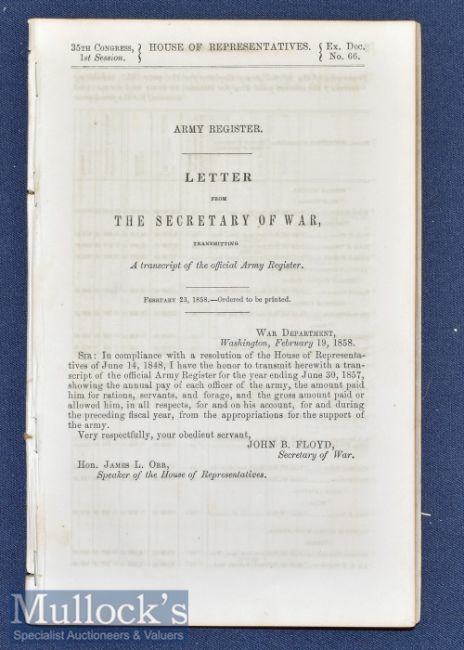 35th Congress, HOUSE OF REPRESENTATIVES. Ex. Doc.
1st Session. No. 66.
ARMY REGISTER.
LETTER
FROM
THE SECRETARY OF WAR,
TRANSMITTING
A transcript of the official Army Register.
February 23, 1858.—Ordered to be printed.
War Department,
Washington, February 19, 1858.
Sir: In compliance with a resolution of the House of Representa-
tives of June 14, 1848, I have the honor to transmit herewith a tran-
script of the official Army Register for the year ending June 30, 1857,
showing the annual pay of each officer of the army, the amount paid
him for rations, servants, and forage, and the gross amount paid or
allowed him, in all respects, for and on his account, for and during
the preceding fiscal year, from the appropriations for the support of
the army.
Very respectfully, your obedient servant,
JOHN B. FLOYD,
Secretary of War.
Hon. James L. Orr,
Speaker of the House of Representatives.
Mullock's
Specialist Auctioneers & Valuers